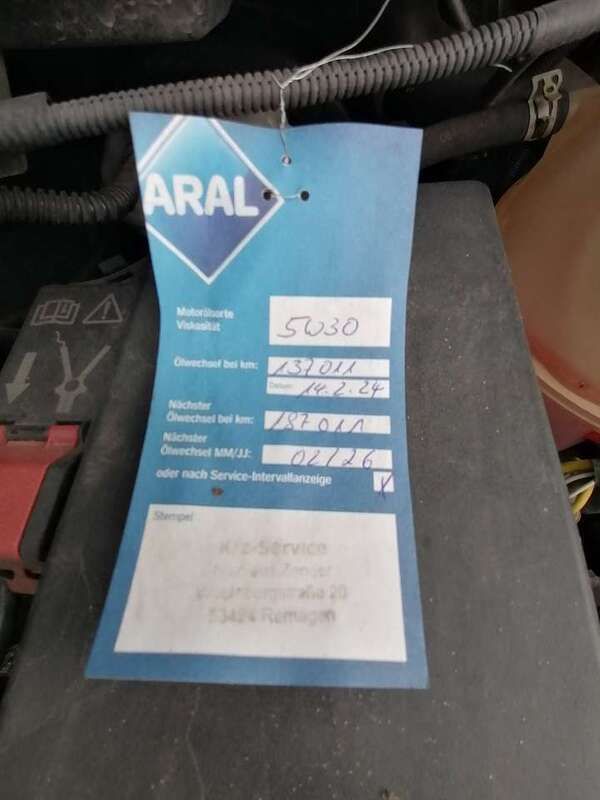 ARAL
Motorölsorte
Viskosität
5W30
Ölwechsel bei km:
137011
Datum:
14.2.24
Nächster
Ölwechsel bei km:
187011
Nächster
Ölwechsel MM/JJ:
02/26
oder nach Service-Intervallanzeige
X
Stempel
Kfz-Service
20
53424 Remagen